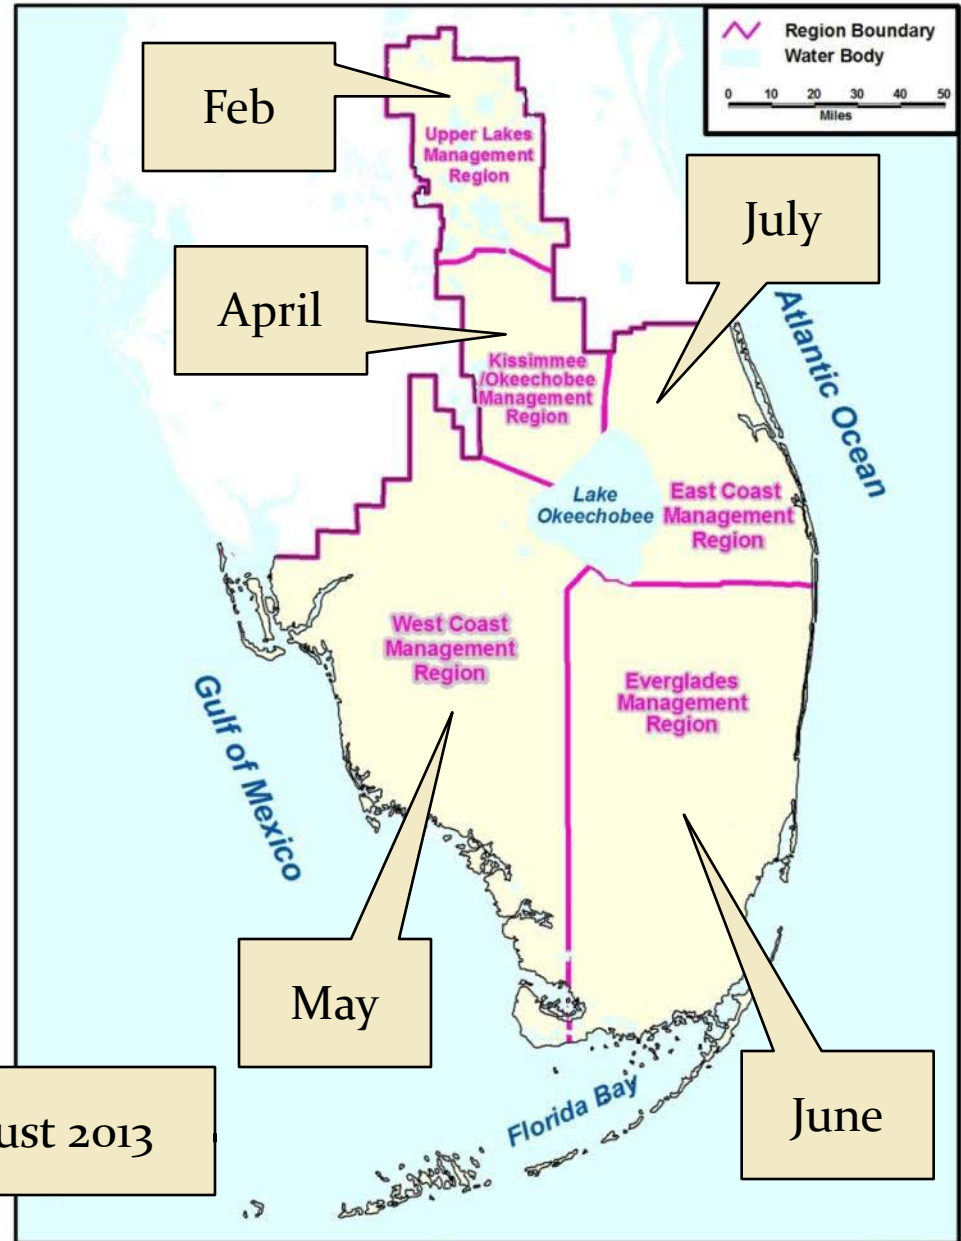 Region Boundary
Water Body
0 10 20 30 40 50
Miles
Feb
Upper Lakes
Management
Region
July
April
Atlantic Ocean
Kissimmee
/Okeechobee
Management
Region
Lake
Okeechobee
East Coast
Management
Region
West Coast
Management
Region
Everglades
Management
Region
Gulf of Mexico
May
June
Florida Bay
ust 2013